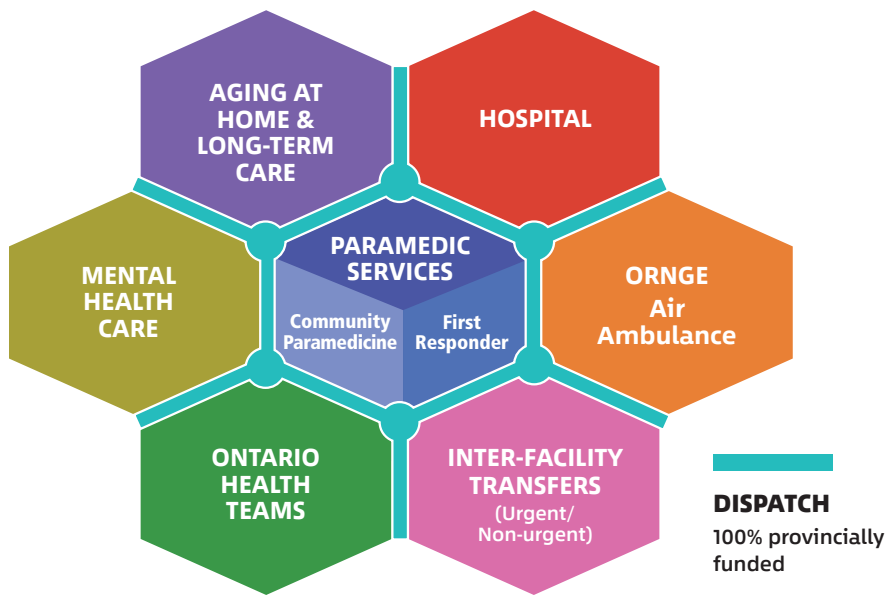 AGING AT
HOME &
LONG-TERM
CARE
HOSPITAL
PARAMEDIC
SERVICES
MENTAL
HEALTH
CARE
Community
Paramedicine
First
Responder
ORNGE
Air
Ambulance
ONTARIO
HEALTH
TEAMS
INTER-FACILITY
TRANSFERS
(Urgent/
Non-urgent)
DISPATCH
100% provincially
funded